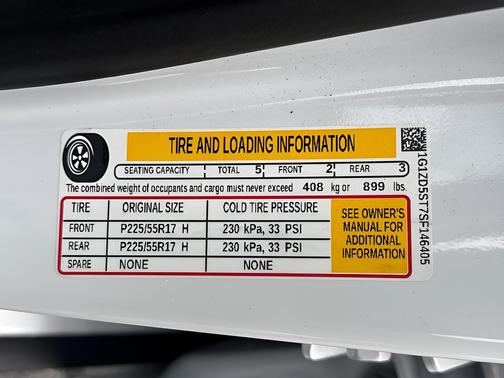 TIRE AND LOADING INFORMATION
SEATING CAPACITY TOTAL 5 FRONT 2 REAR 3
The combined weight of occupants and cargo must never exceed 408 kg or 899 lbs.
TIRE ORIGINAL SIZE COLD TIRE PRESSURE
FRONT P225/55R17 H 230 kPa, 33 PSI
REAR P225/55R17 H 230 kPa, 33 PSI
SPARE NONE NONE
SEE OWNER'S
MANUAL FOR
ADDITIONAL
INFORMATION
1G1ZD5ST7SF146405